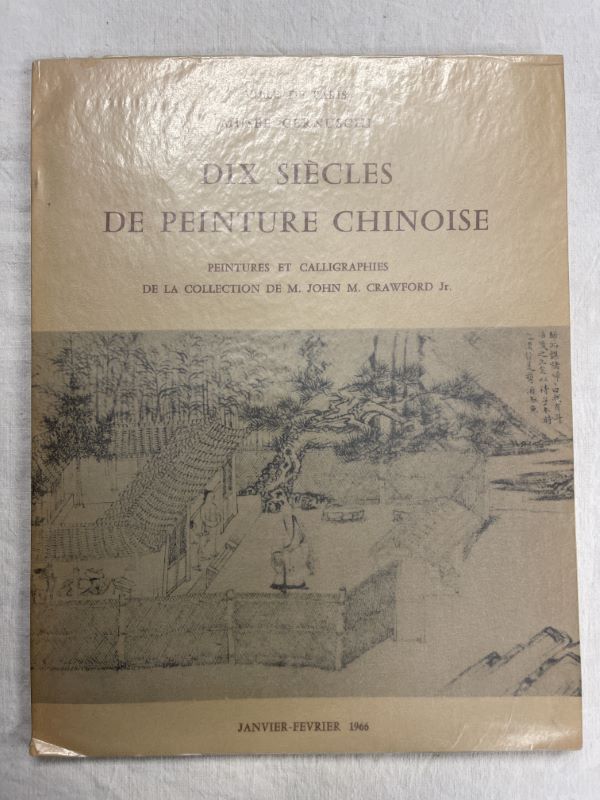 VILLE DE PARIS
MUSÉE CERNUSCHI
DIX SIÈCLES
DE PEINTURE CHINOISE
PEINTURES ET CALLIGRAPHIES
DE LA COLLECTION DE M. JOHN M. CRAWFORD Jr.
JANVIER-FEVRIER 1966